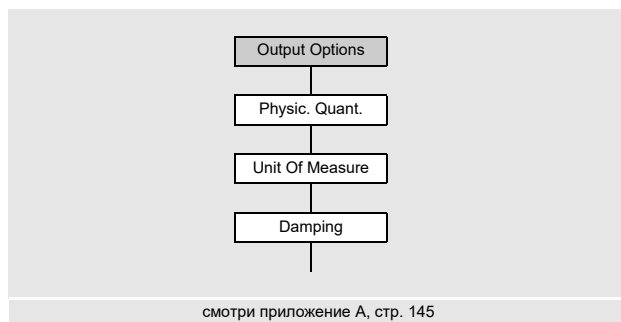 Output Options
Physic. Quant.
Unit Of Measure
Damping
смотри приложение А, стр. 145